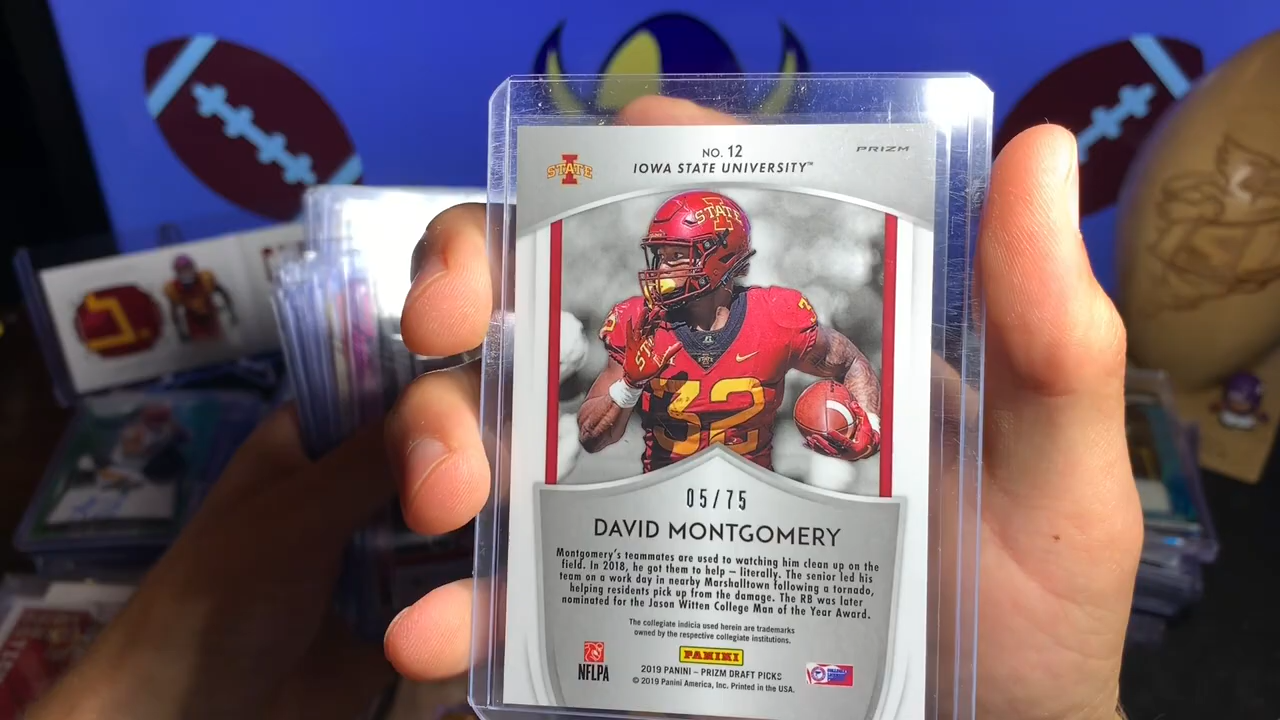 NO. 12
PRIZM
STATE
IOWA STATE UNIVERSITY™
STATE
32
STATE
32
05/75
DAVID MONTGOMERY
Montgomery's teammates are used to watching him clean up on the
field. In 2018, he got them to help – literally. The senior led his
team on a work day in nearby Marshalltown following a tornado,
helping residents pick up from the damage. The RB was later
nominated for the Jason Witten College Man of the Year Award.
The collegiate indicia used herein are trademarks
owned by the respective collegiate institutions.
PANINI
NFLPA
2019 PANINI – PRIZM DRAFT PICKS
© 2019 Panini America, Inc. Printed in the USA.